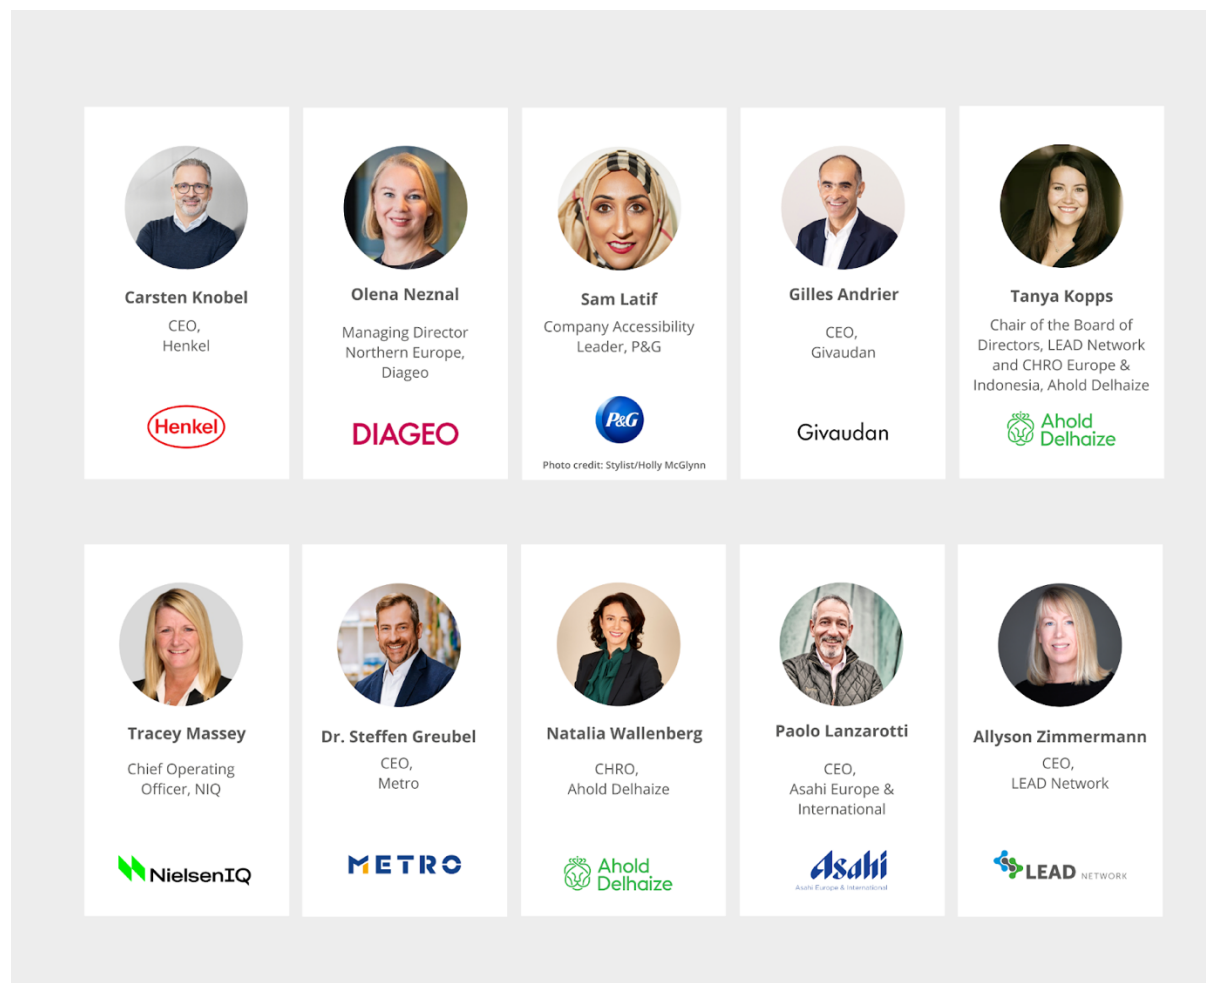 Carsten Knobel
CEO,
Henkel
Henkel
Olena Neznal
Managing Director
Northern Europe,
Diageo
DIAGEO
Sam Latif
Company Accessibility
Leader, P&G
P&G
Photo credit: Stylist/Holly McGlynn
Gilles Andrier
CEO,
Givaudan
Givaudan
Tanya Kopps
Chair of the Board of
Directors, LEAD Network
and CHRO Europe &
Indonesia, Ahold Delhaize
Ahold
Delhaize
Tracey Massey
Chief Operating
Officer, NIQ
NielsenIQ
Dr. Steffen Greubel
CEO,
Metro
METRO
Natalia Wallenberg
CHRO,
Ahold Delhaize
Ahold
Delhaize
Paolo Lanzarotti
CEO,
Asahi Europe &
International
Asahi
Asahi Europe & International
Allyson Zimmermann
CEO,
LEAD Network
LEAD NETWORK